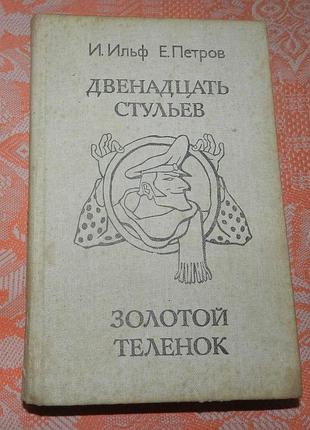 И. Ильф Е. Петров
ДВЕНАДЦАТЬ
СТУЛЬЕВ
ЗОЛОТОЙ
ТЕЛЕНОК